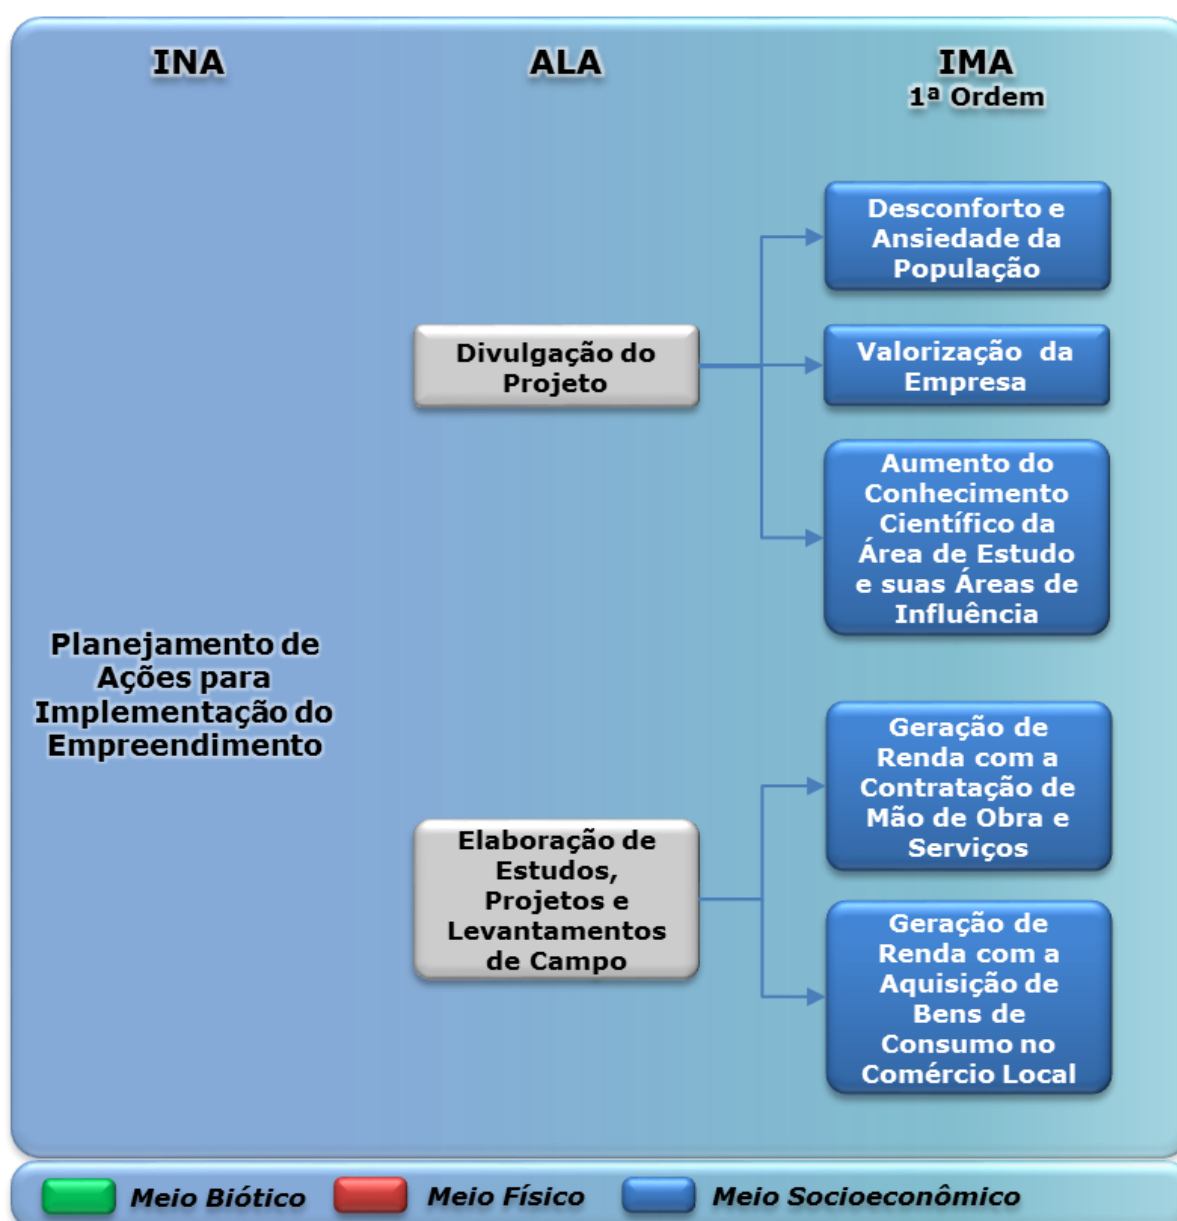 INA
ALA
IMA
1ª Ordem
Planejamento de
Ações para
Implementação do
Empreendimento
Divulgação do
Projeto
Elaboração de
Estudos,
Projetos e
Levantamentos
de Campo
Desconforto e
Ansiedade da
População
Valorização da
Empresa
Aumento do
Conhecimento
Científico da
Área de Estudo
e suas Áreas de
Influência
Geração de
Renda com a
Contratação de
Mão de Obra e
Serviços
Geração de
Renda com a
Aquisição de
Bens de
Consumo no
Comércio Local
Meio Biótico
Meio Físico
Meio Socioeconômico